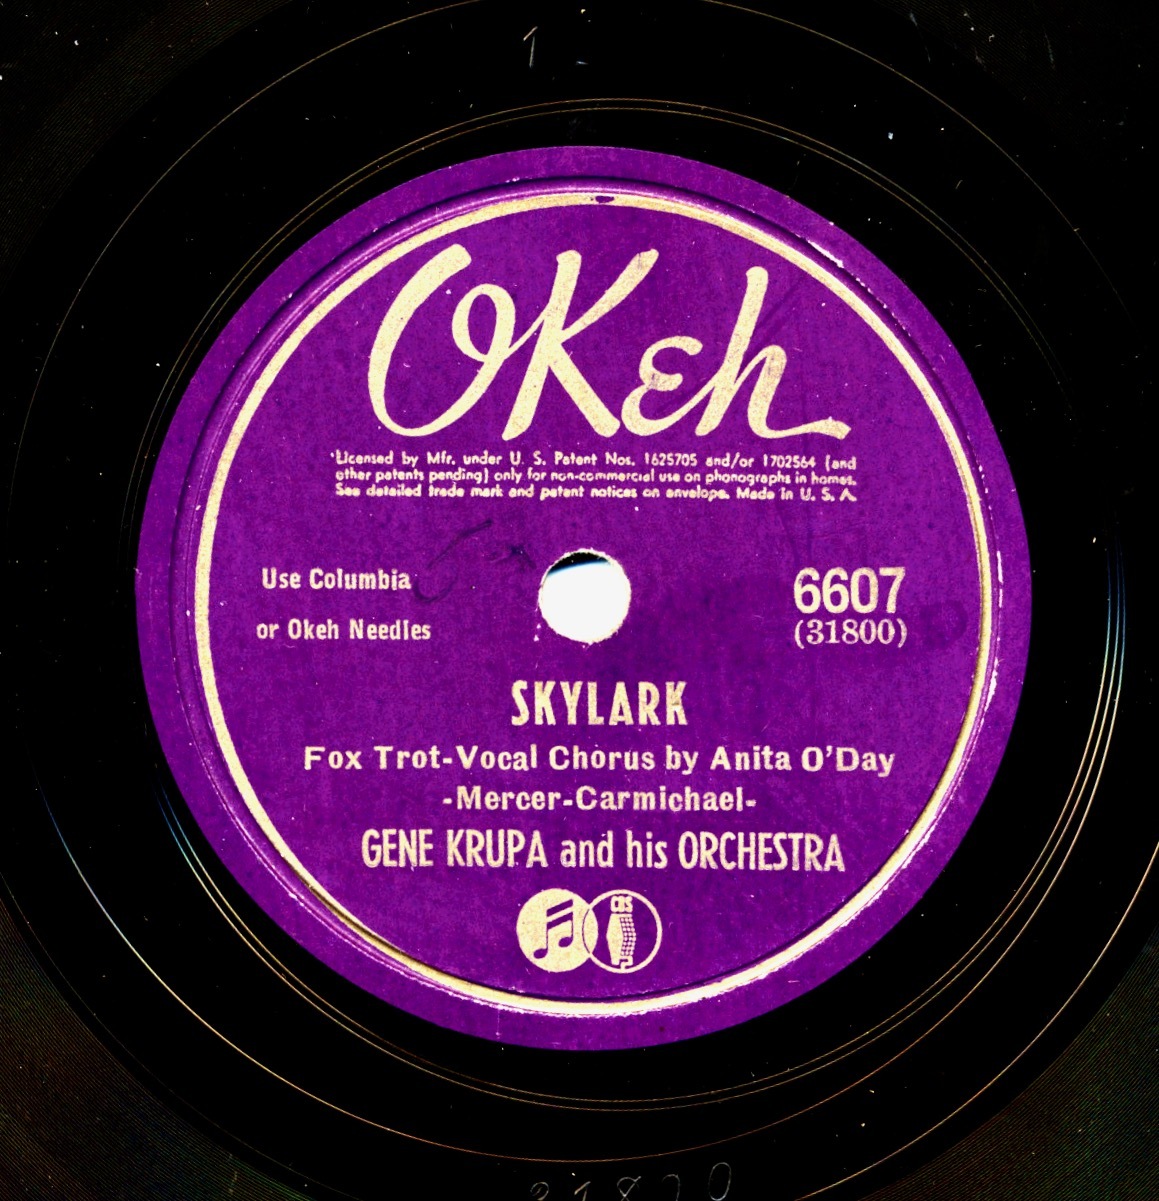 1
OKeh
Licensed by Mfr. under U. S. Patent Nos. 1625705 and/or 1702564 (and
other patents pending) only for non-commercial use on phonographs in homes.
See detailed trade mark and patent notices on envelope. Made in U. S. A.
Use Columbia
or Okeh Needles
6607
(31800)
SKYLARK
Fox Trot-Vocal Chorus by Anita O'Day
-Mercer-Carmichael-
GENE KRUPA and his ORCHESTRA
CBS